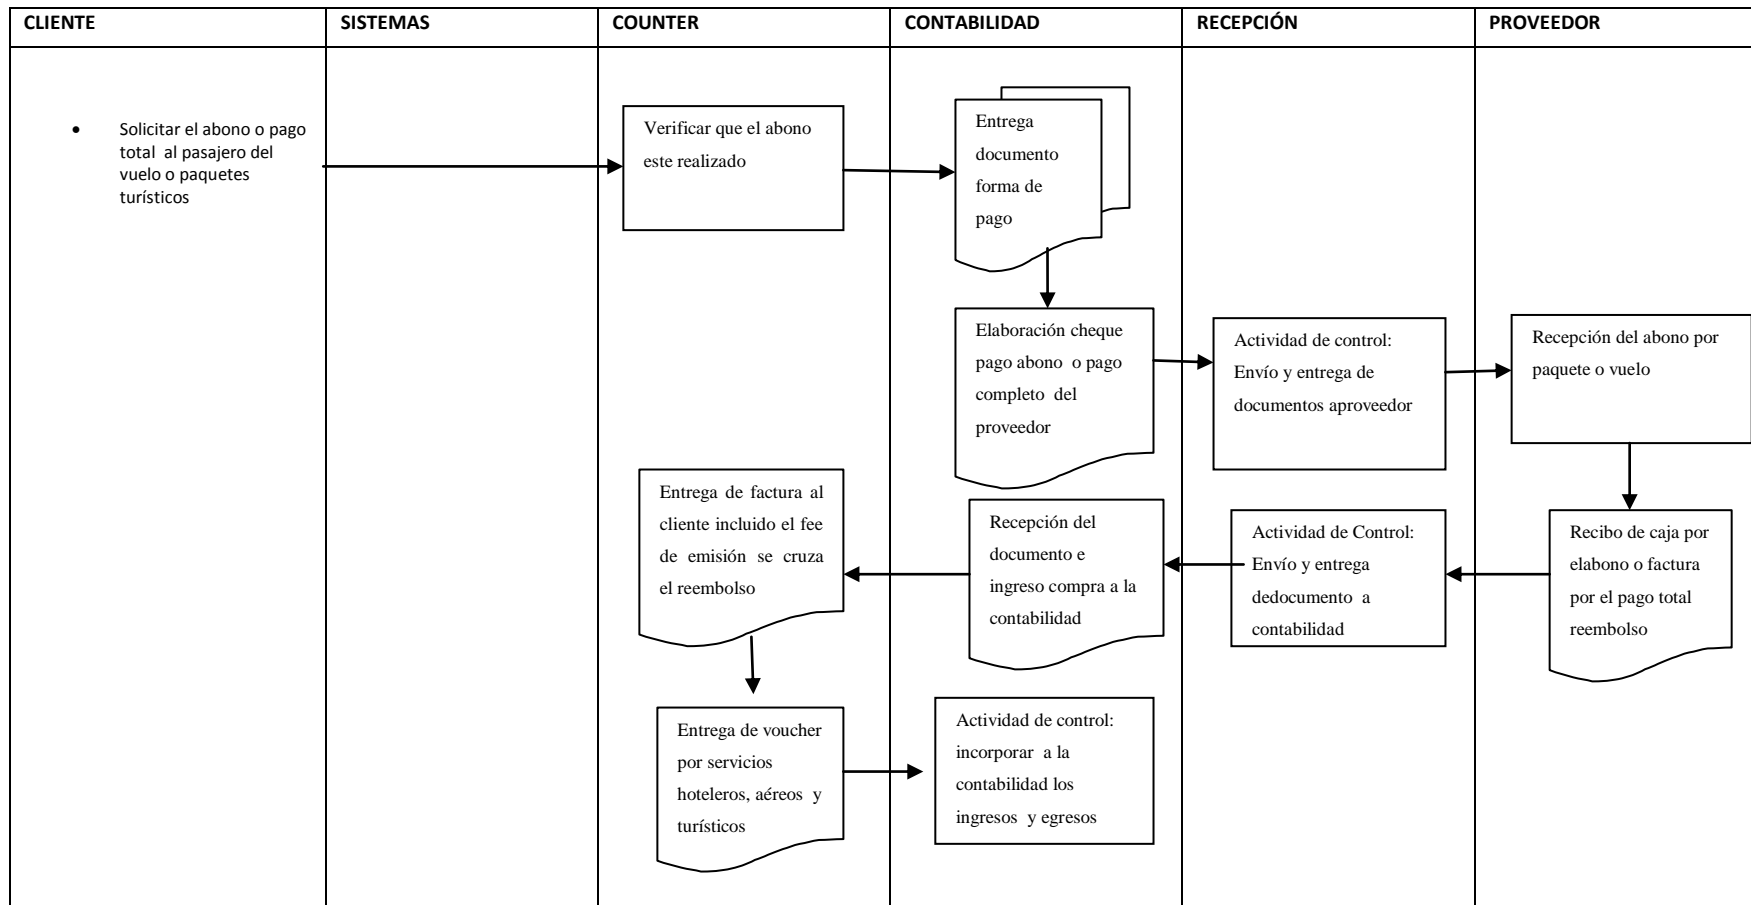 CLIENTE
SISTEMAS
COUNTER
CONTABILIDAD
RECEPCIÓN
PROVEEDOR
• Solicitar el abono o pago
total al pasajero del
vuelo o paquetes
turísticos
Verificar que el abono
este realizado
Entrega
documento
forma de
pago
Elaboración cheque
pago abono o pago
completo del
proveedor
Actividad de control:
Envío y entrega de
documentos aproveedor
Recepción del abono por
paquete o vuelo
Entrega de factura al
cliente incluido el fee
de emisión se cruza
el reembolso
Recepción del
documento e
ingreso compra a la
contabilidad
Actividad de Control:
Envío y entrega
dedocumento a
contabilidad
Recibo de caja por
elabono o factura
por el pago total
reembolso
Entrega de voucher
por servicios
hoteleros, aéreos y
turísticos
Actividad de control:
incorporar a la
contabilidad los
ingresos y egresos